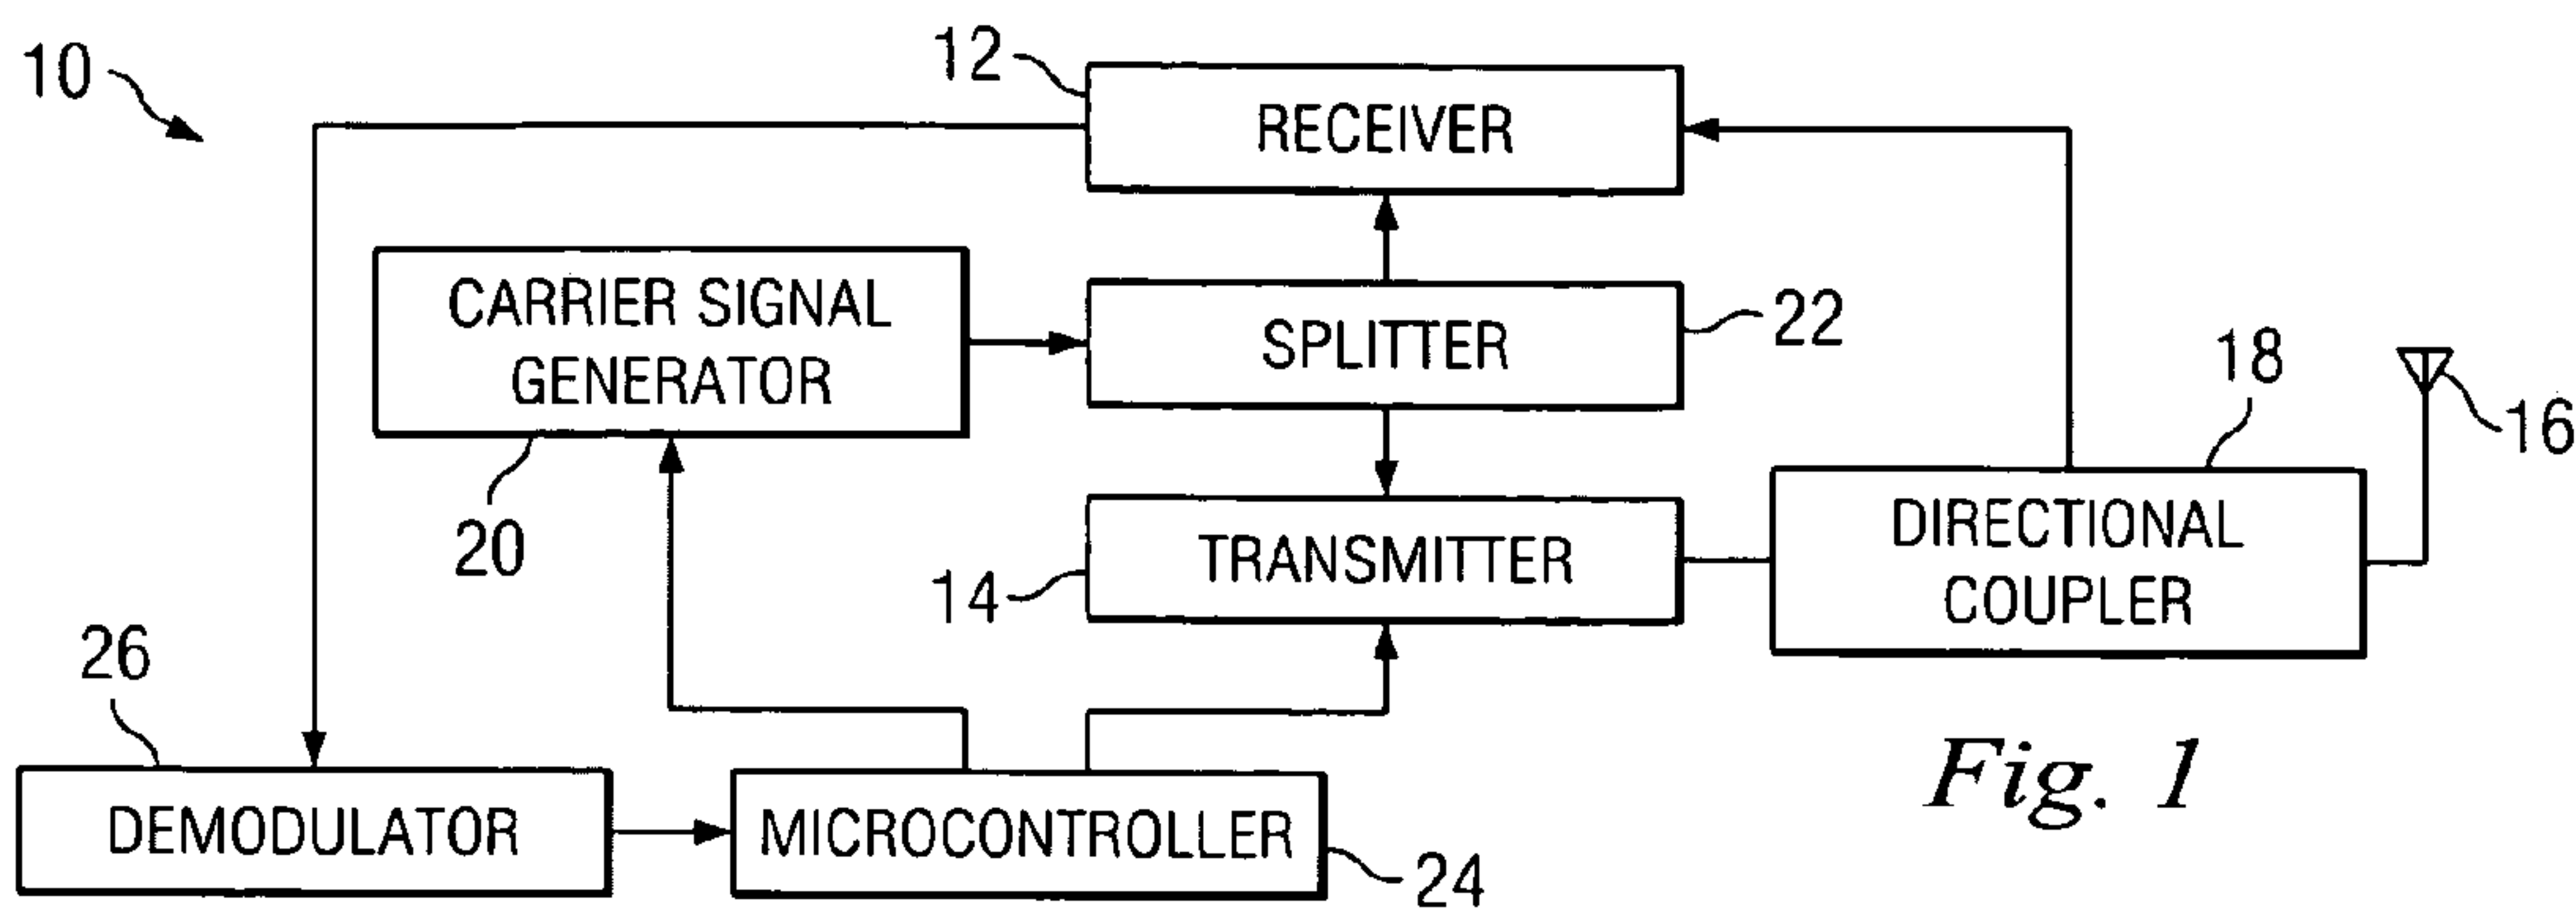 10
12
RECEIVER
CARRIER SIGNAL
GENERATOR
20
SPLITTER
22
18
16
TRANSMITTER
14
DIRECTIONAL
COUPLER
26
DEMODULATOR
MICROCONTROLLER
24
Fig. 1